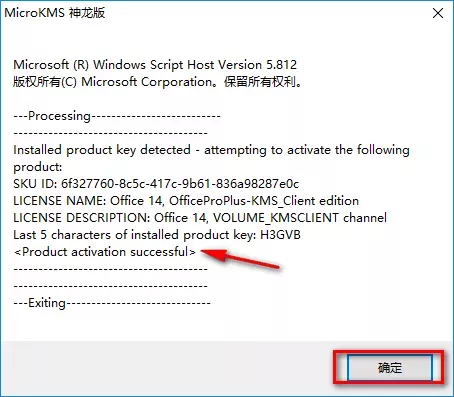 MicroKMS 神龙版
Microsoft (R) Windows Script Host Version 5.812
版权所有(C) Microsoft Corporation。保留所有权利。
---Processing--------------------------
---------------------------------------
Installed product key detected - attempting to activate the following
product:
SKU ID: 6f327760-8c5c-417c-9b61-836a98287e0c
LICENSE NAME: Office 14, OfficeProPlus-KMS_Client edition
LICENSE DESCRIPTION: Office 14, VOLUME_KMSCLIENT channel
Last 5 characters of installed product key: H3GVB
<Product activation successful>
---------------------------------------
---------------------------------------
---Exiting-----------------------------
确定